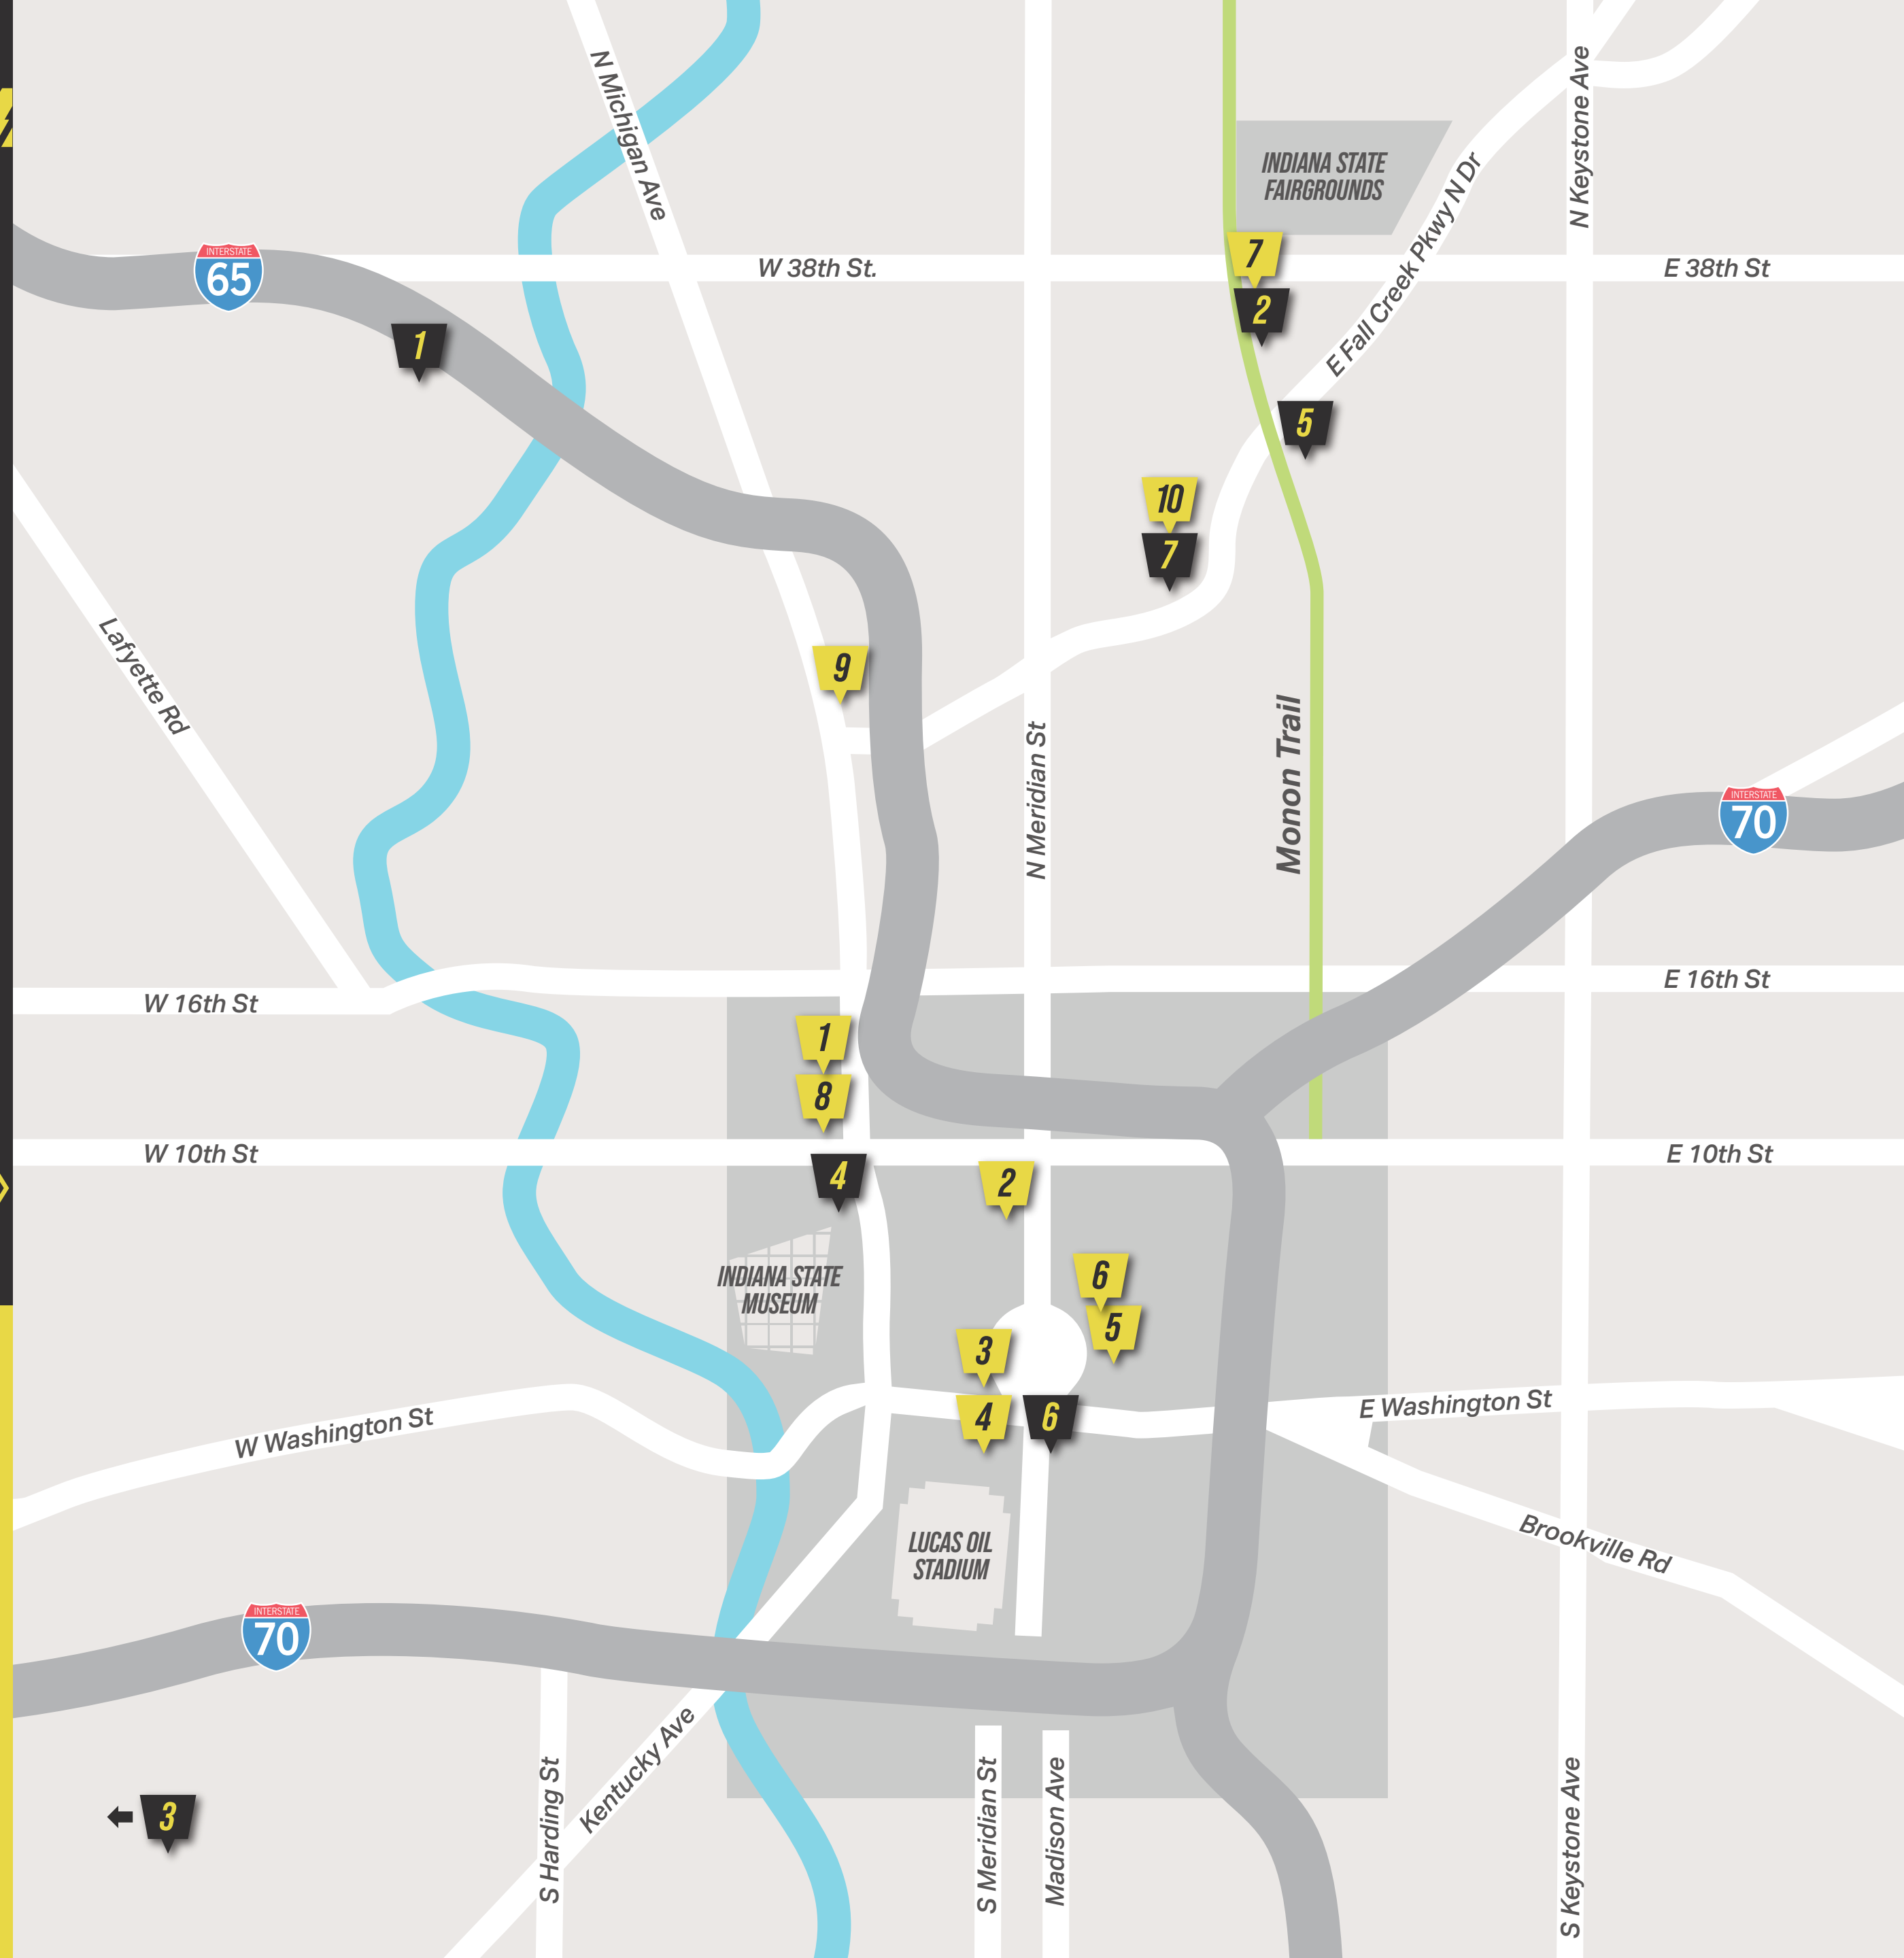 N Michigan Ave
N Keystone Ave
INDIANA STATE
FAIRGROUNDS
E Fall Creek Pkwy N Dr
INTERSTATE
65
W 38th St.
7
E 38th St
2
1
5
10
7
Lafyette Rd
9
N Meridian St
Monon Trail
INTERSTATE
70
W 16th St
E 16th St
1
8
W 10th St
E 10th St
4
2
INDIANA STATE
MUSEUM
6
5
3
4
6
W Washington St
E Washington St
LUCAS OIL
STADIUM
Brookville Rd
INTERSTATE
70
Kentucky Ave
3
S Harding St
S Meridian St
Madison Ave
S Keystone Ave